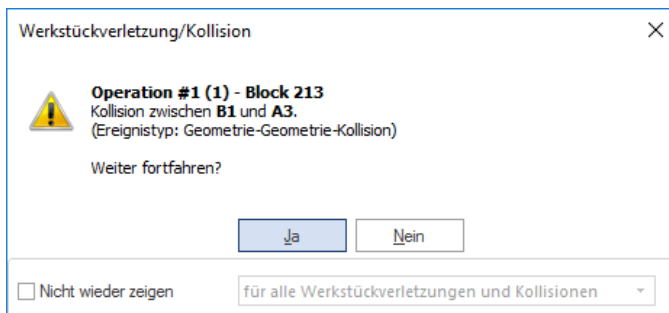 Werkstückverletzung/Kollision
Operation #1 (1) - Block 213
Kollision zwischen B1 und A3.
(Ereignistyp: Geometrie-Geometrie-Kollision)
Weiter fortfahren?
Ja
Nein
Nicht wieder zeigen
für alle Werkstückverletzungen und Kollisionen